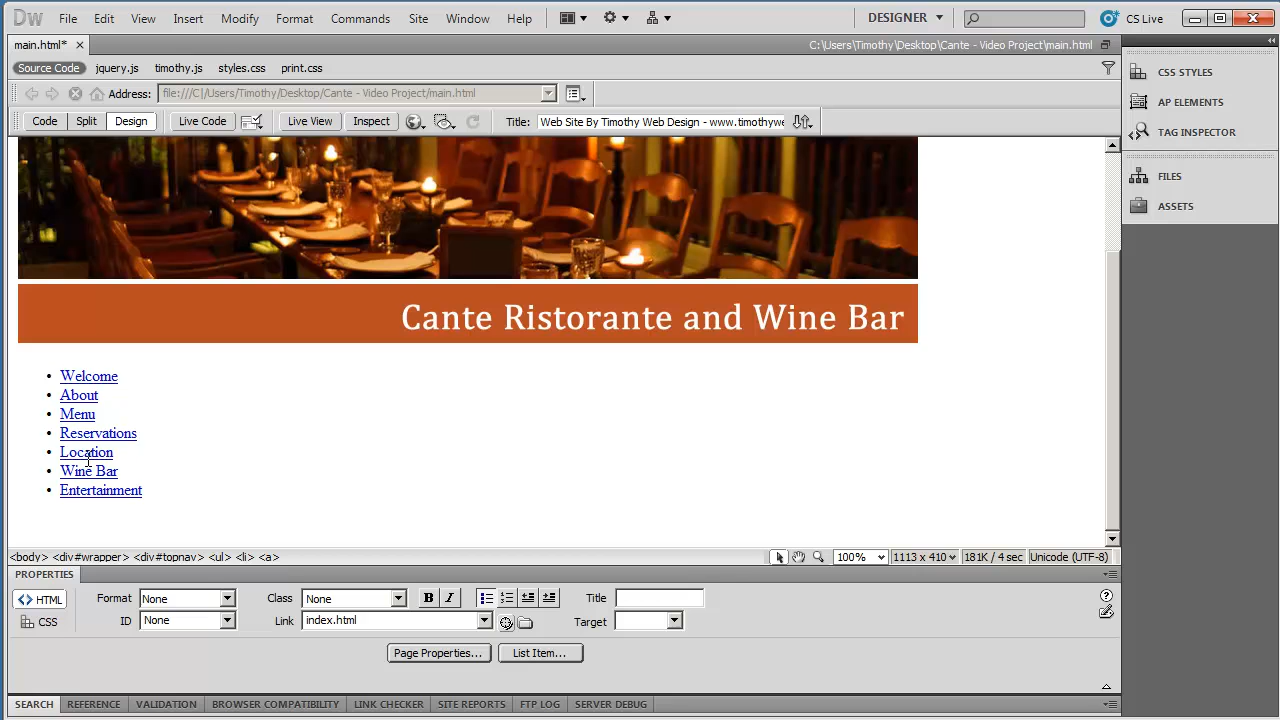 Dw File Edit View Insert Modify Format Commands Site Window Help DESIGNER CS Live
main.html* C:\Users\Timothy\Desktop\Cante - Video Project\main.html
Source Code jquery.js timothy.js styles.css print.css
Address: file:///C|/Users/Timothy/Desktop/Cante - Video Project/main.html
Code Split Design Live Code Live View Inspect Title: Web Site By Timothy Web Design - www.timothywe
CSS STYLES
AP ELEMENTS
TAG INSPECTOR
FILES
ASSETS
Cante Ristorante and Wine Bar
• Welcome
• About
• Menu
• Reservations
• Location
• Wine Bar
• Entertainment
<body> <div#wrapper> <div#topnav> <ul> <li> <a> 100% 1113 x 410 181K / 4 sec Unicode (UTF-8)
PROPERTIES
<> HTML Format None Class None B I Title
CSS ID None Link index.html Target
Page Properties... List Item...
SEARCH REFERENCE VALIDATION BROWSER COMPATIBILITY LINK CHECKER SITE REPORTS FTP LOG SERVER DEBUG